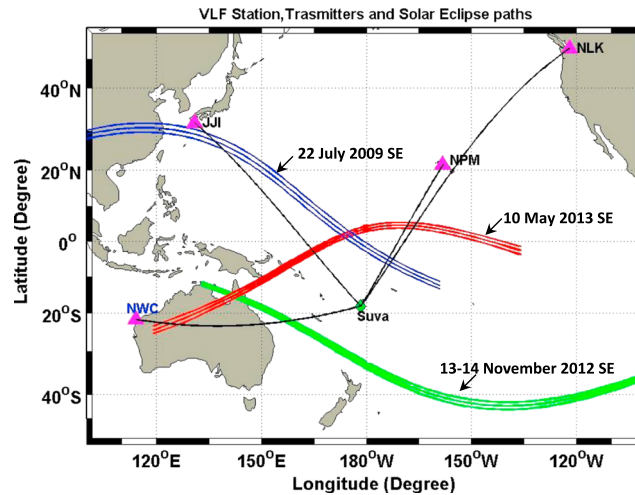 VLF Station,Trasmitters and Solar Eclipse paths
NLK
40°N
JJI
22 July 2009 SE
NPM
20°N
10 May 2013 SE
0°
NWC
Suva
20°S
13-14 November 2012 SE
40°S
120°E
150°E
180°W
150°W
120°W
Latitude (Degree)
Longitude (Degree)